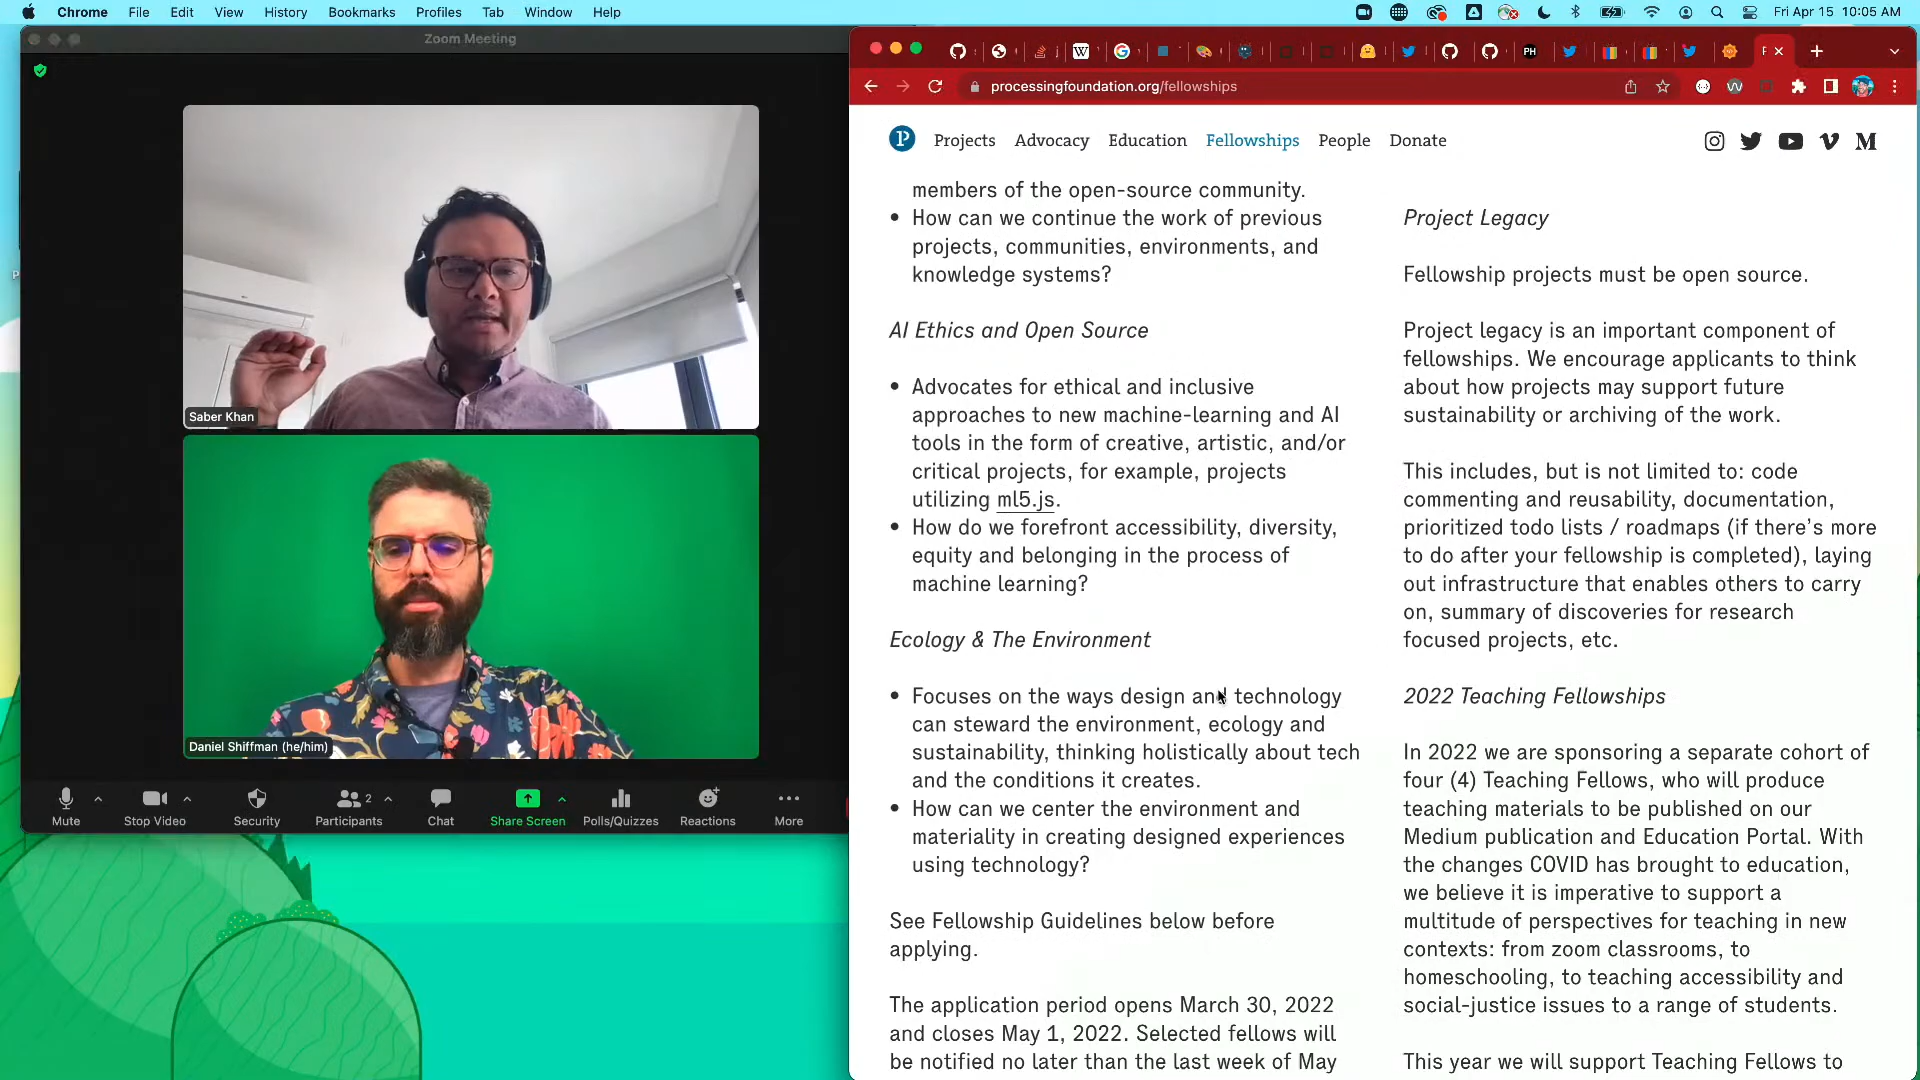 Chrome File Edit View History Bookmarks Profiles Tab Window Help
Fri Apr 15 10:05 AM
Zoom Meeting
Saber Khan
Daniel Shiffman (he/him)
Mute
Stop Video
Security
2
Participants
Chat
Share Screen
Polls/Quizzes
Reactions
More
processingfoundation.org/fellowships
Projects Advocacy Education Fellowships People Donate
members of the open-source community.
• How can we continue the work of previous
projects, communities, environments, and
knowledge systems?
AI Ethics and Open Source
• Advocates for ethical and inclusive
approaches to new machine-learning and AI
tools in the form of creative, artistic, and/or
critical projects, for example, projects
utilizing ml5.js.
• How do we forefront accessibility, diversity,
equity and belonging in the process of
machine learning?
Ecology & The Environment
• Focuses on the ways design and technology
can steward the environment, ecology and
sustainability, thinking holistically about tech
and the conditions it creates.
• How can we center the environment and
materiality in creating designed experiences
using technology?
See Fellowship Guidelines below before
applying.
The application period opens March 30, 2022
and closes May 1, 2022. Selected fellows will
be notified no later than the last week of May
Project Legacy
Fellowship projects must be open source.
Project legacy is an important component of
fellowships. We encourage applicants to think
about how projects may support future
sustainability or archiving of the work.
This includes, but is not limited to: code
commenting and reusability, documentation,
prioritized todo lists / roadmaps (if there’s more
to do after your fellowship is completed), laying
out infrastructure that enables others to carry
on, summary of discoveries for research
focused projects, etc.
2022 Teaching Fellowships
In 2022 we are sponsoring a separate cohort of
four (4) Teaching Fellows, who will produce
teaching materials to be published on our
Medium publication and Education Portal. With
the changes COVID has brought to education,
we believe it is imperative to support a
multitude of perspectives for teaching in new
contexts: from zoom classrooms, to
homeschooling, to teaching accessibility and
social-justice issues to a range of students.
This year we will support Teaching Fellows to